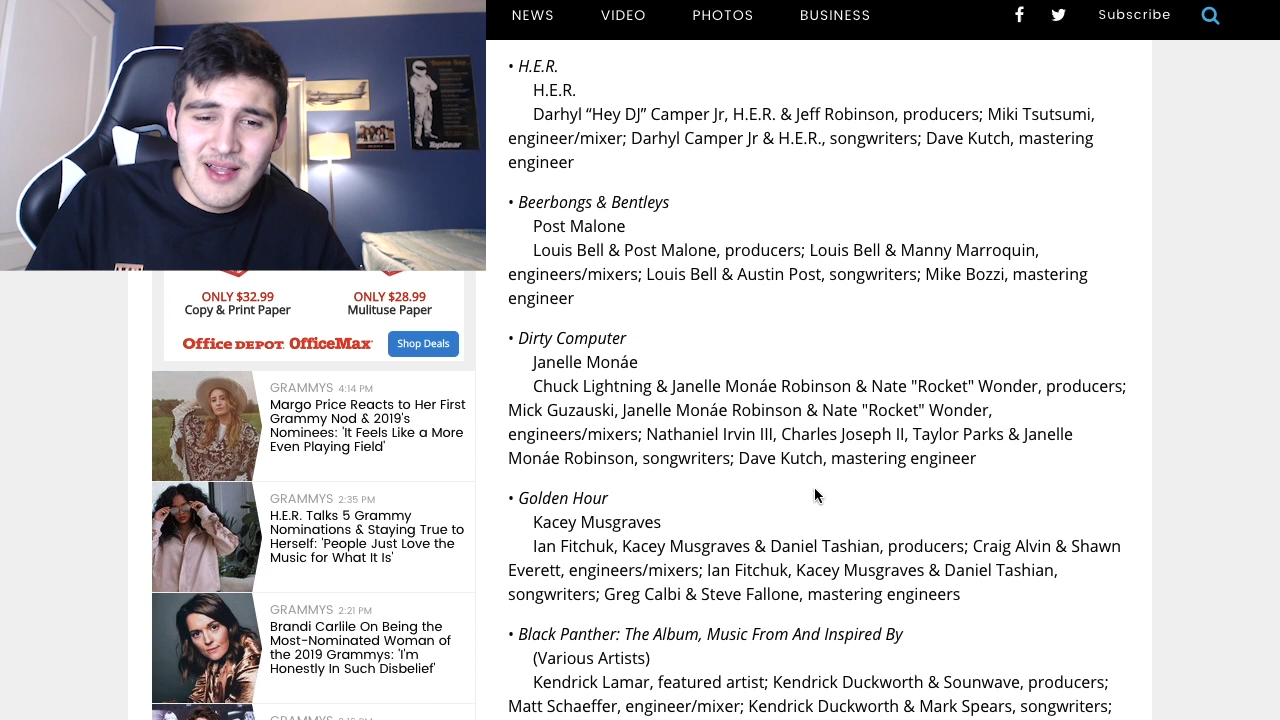 NEWS VIDEO PHOTOS BUSINESS Subscribe
Some Say...
TopGear
• H.E.R.
H.E.R.
Darhyl “Hey DJ” Camper Jr, H.E.R. & Jeff Robinson, producers; Miki Tsutsumi,
engineer/mixer; Darhyl Camper Jr & H.E.R., songwriters; Dave Kutch, mastering
engineer
• Beerbongs & Bentleys
Post Malone
Louis Bell & Post Malone, producers; Louis Bell & Manny Marroquin,
engineers/mixers; Louis Bell & Austin Post, songwriters; Mike Bozzi, mastering
engineer
• Dirty Computer
Janelle Monáe
Chuck Lightning & Janelle Monáe Robinson & Nate "Rocket" Wonder, producers;
Mick Guzauski, Janelle Monáe Robinson & Nate "Rocket" Wonder,
engineers/mixers; Nathaniel Irvin III, Charles Joseph II, Taylor Parks & Janelle
Monáe Robinson, songwriters; Dave Kutch, mastering engineer
• Golden Hour
Kacey Musgraves
Ian Fitchuk, Kacey Musgraves & Daniel Tashian, producers; Craig Alvin & Shawn
Everett, engineers/mixers; Ian Fitchuk, Kacey Musgraves & Daniel Tashian,
songwriters; Greg Calbi & Steve Fallone, mastering engineers
• Black Panther: The Album, Music From And Inspired By
(Various Artists)
Kendrick Lamar, featured artist; Kendrick Duckworth & Sounwave, producers;
Matt Schaeffer, engineer/mixer; Kendrick Duckworth & Mark Spears, songwriters;
ONLY $32.99
Copy & Print Paper
ONLY $28.99
Mulituse Paper
Office DEPOT. OfficeMax
Shop Deals
GRAMMYS 4:14 PM
Margo Price Reacts to Her First
Grammy Nod & 2019's
Nominees: 'It Feels Like a More
Even Playing Field'
GRAMMYS 2:35 PM
H.E.R. Talks 5 Grammy
Nominations & Staying True to
Herself: 'People Just Love the
Music for What It Is'
GRAMMYS 2:21 PM
Brandi Carlile On Being the
Most-Nominated Woman of
the 2019 Grammys: 'I'm
Honestly In Such Disbelief'